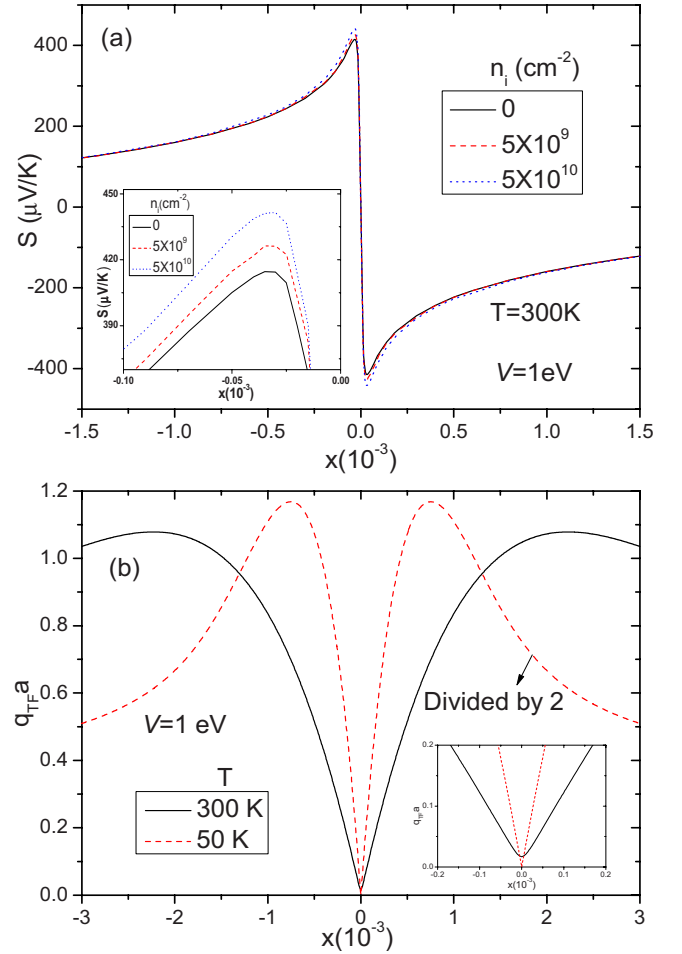 (a)
n_i (cm^-2)
0
5X10^9
5X10^10
S (μV/K)
400
200
0
-200
-400
n_i(cm^-2)
0
5X10^9
5X10^10
S (μV/K)
450
420
390
-0.10
-0.05
0.00
x(10^-3)
T=300K
V=1eV
-1.5
-1.0
-0.5
0.0
0.5
1.0
1.5
x(10^-3)
(b)
q_TF a
1.2
1.0
0.8
0.6
0.4
0.2
0.0
Divided by 2
V=1 eV
T
300 K
50 K
q_TF a
0.2
0.1
0.0
-0.2
-0.1
0.0
0.1
0.2
x(10^-3)
-3
-2
-1
0
1
2
3
x(10^-3)